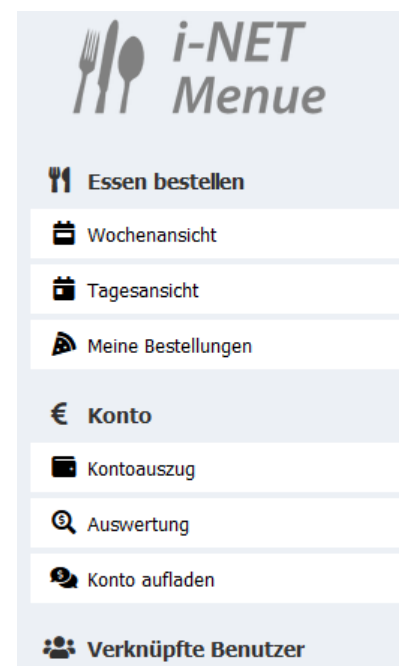 i-NET
Menue
Essen bestellen
Wochenansicht
Tagesansicht
Meine Bestellungen
€ Konto
Kontoauszug
Auswertung
Konto aufladen
Verknüpfte Benutzer